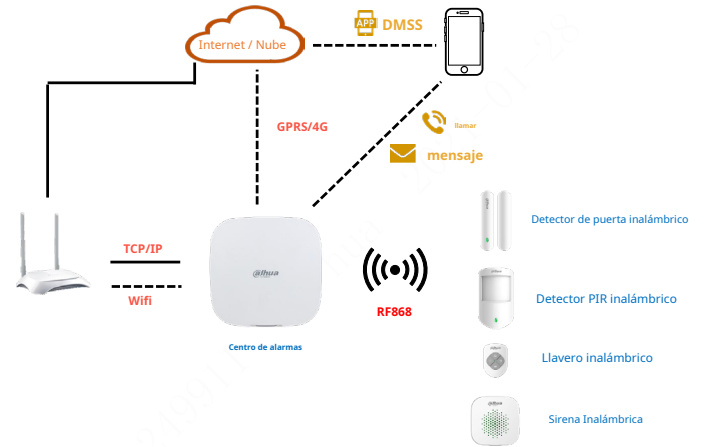 APP
DMSS
Internet / Nube
GPRS/4G
llamar
mensaje
Detector de puerta inalámbrico
TCP/IP
alhua
Wifi
RF868
Detector PIR inalámbrico
Centro de alarmas
Llavero inalámbrico
Sirena Inalámbrica